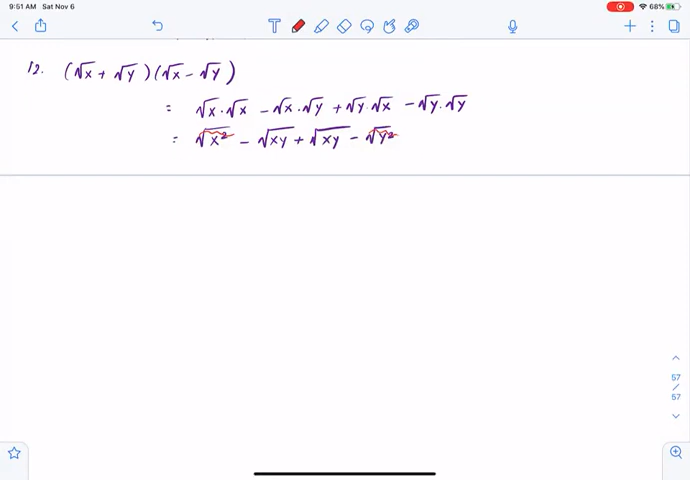 9:51 AM Sat Nov 6 68%
12. (√x + √y)(√x - √y)
= √x · √x - √x · √y + √y · √x - √y · √y
= √x² - √xy + √xy - √y²
57
/
57